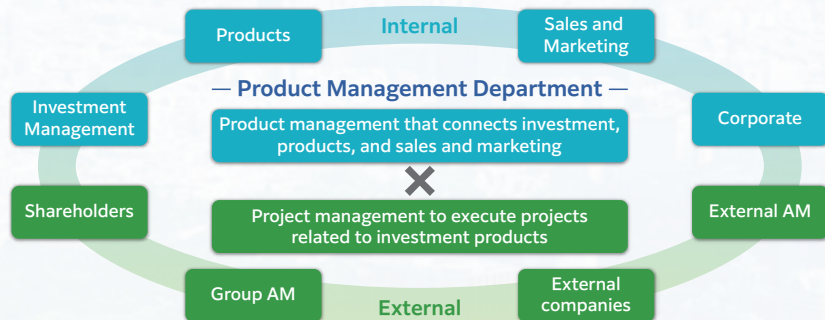 Internal
Products
Sales and
Marketing
— Product Management Department —
Investment
Management
Product management that connects investment,
products, and sales and marketing
Corporate
Shareholders
Project management to execute projects
related to investment products
External AM
Group AM
External
companies
External